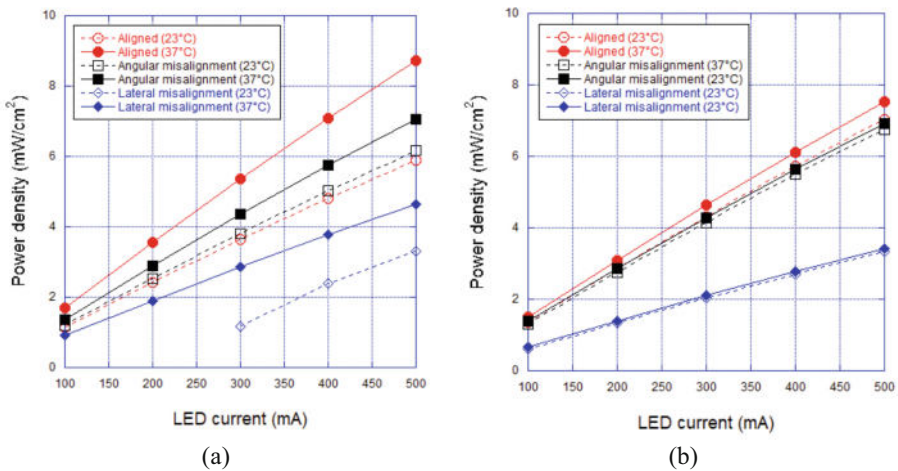 10
8
6
4
2
0
Power density (mW/cm²)
Aligned (23°C)
Aligned (37°C)
Angular misalignment (23°C)
Angular misalignment (37°C)
Lateral misalignment (23°C)
Lateral misalignment (37°C)
100 150 200 250 300 350 400 450 500
LED current (mA)
(a)
10
8
6
4
2
0
Power density (mW/cm²)
Aligned (23°C)
Aligned (37°C)
Angular misalignment (37°C)
Angular misalignment (23°C)
Lateral misalignment (23°C)
Lateral misalignment (23°C)
100 150 200 250 300 350 400 450 500
LED current (mA)
(b)